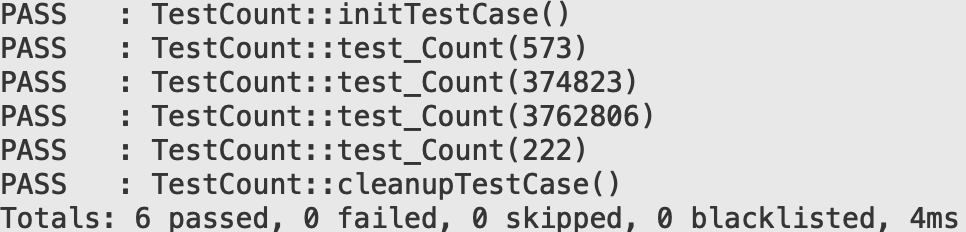 PASS   : TestCount::initTestCase()
PASS   : TestCount::test_Count(573)
PASS   : TestCount::test_Count(374823)
PASS   : TestCount::test_Count(3762806)
PASS   : TestCount::test_Count(222)
PASS   : TestCount::cleanupTestCase()
Totals: 6 passed, 0 failed, 0 skipped, 0 blacklisted, 4ms